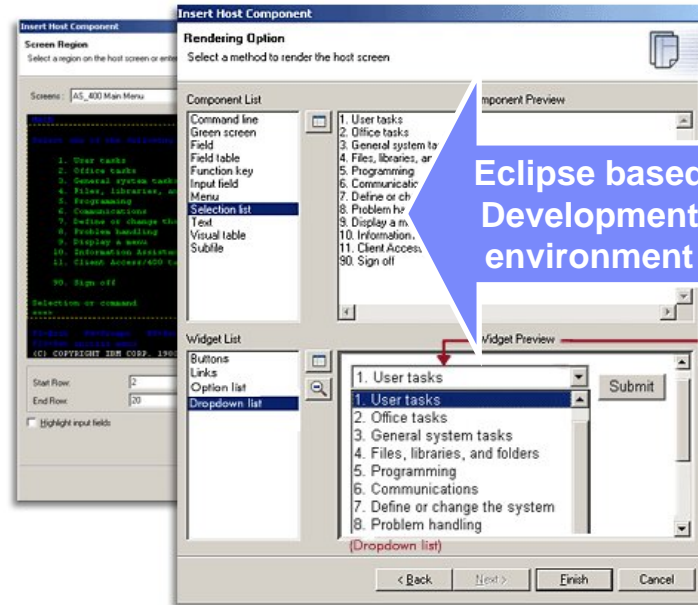 Insert Host Component
Screen Region
Select a region on the host screen or ente
Screens : AS_400 Main Menu
1. User tasks
2. Office tasks
3. General system task
4. Files, libraries, an
5. Programming
6. Communications
7. Define or change th
8. Problem handling
9. Display a menu
10. Information Assistan
11. Client Access/400 t
90. Sign off
Selection or command
===>
(C) COPYRIGHT IBM CORP. 1980
Start Row: 2
End Row: 20
Highlight input fields
Insert Host Component
Rendering Option
Select a method to render the host screen
Component List
Command line
Green screen
Field
Field table
Function key
Input field
Menu
Selection list
Text
Visual table
Subfile
mponent Preview
1. User tasks
2. Office tasks
3. General system ta
4. Files, libraries, ar
5. Programming
6. Communicatic
7. Define or ch
8. Problem ha
9. Display a m
10. Information
11. Client Access
90. Sign off
Eclipse based
Development
environment
Widget List
Buttons
Links
Option list
Dropdown list
Widget Preview
1. User tasks
Submit
1. User tasks
2. Office tasks
3. General system tasks
4. Files, libraries, and folders
5. Programming
6. Communications
7. Define or change the system
8. Problem handling
(Dropdown list)
< Back Next > Finish Cancel